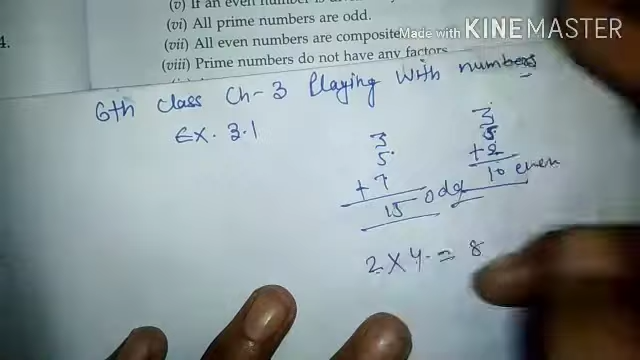 4.
(v) If an even number is
(vi) All prime numbers are odd.
(vii) All even numbers are composite
(viii) Prime numbers do not have any factors
Made with KINEMASTER
6th Class Ch-3 Playing With numbers
Ex. 3.1
3
5
+7
15 odd
3
5
+2
10 even
2 X 4 = 8